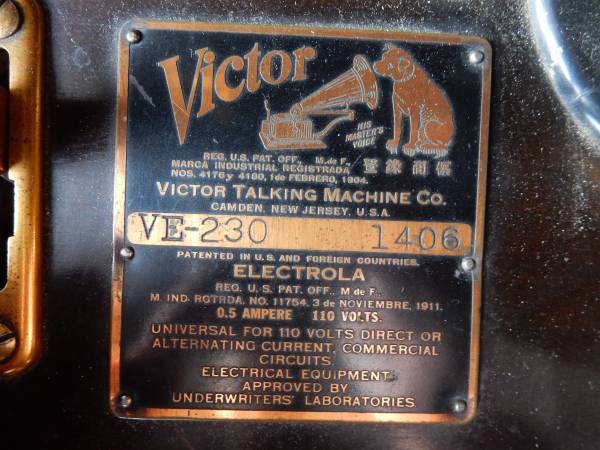 Victor
HIS
MASTER'S
VOICE
REG. U.S. PAT. OFF., M. de F.,
MARCA INDUSTRIAL REGISTRADA
NOS. 4176 y 4180, 1 de FEBRERO, 1904.
標商録登
VICTOR TALKING MACHINE CO.
CAMDEN, NEW JERSEY, U.S.A.
VE-230 1406
PATENTED IN U.S. AND FOREIGN COUNTRIES.
ELECTROLA
REG. U.S. PAT. OFF., M de F.,
M. IND. RGTRDA. NO. 11754, 3 de NOVIEMBRE, 1911.
0.5 AMPERE 110 VOLTS.
UNIVERSAL FOR 110 VOLTS DIRECT OR
ALTERNATING CURRENT, COMMERCIAL
CIRCUITS.
ELECTRICAL EQUIPMENT
APPROVED BY
UNDERWRITERS' LABORATORIES.